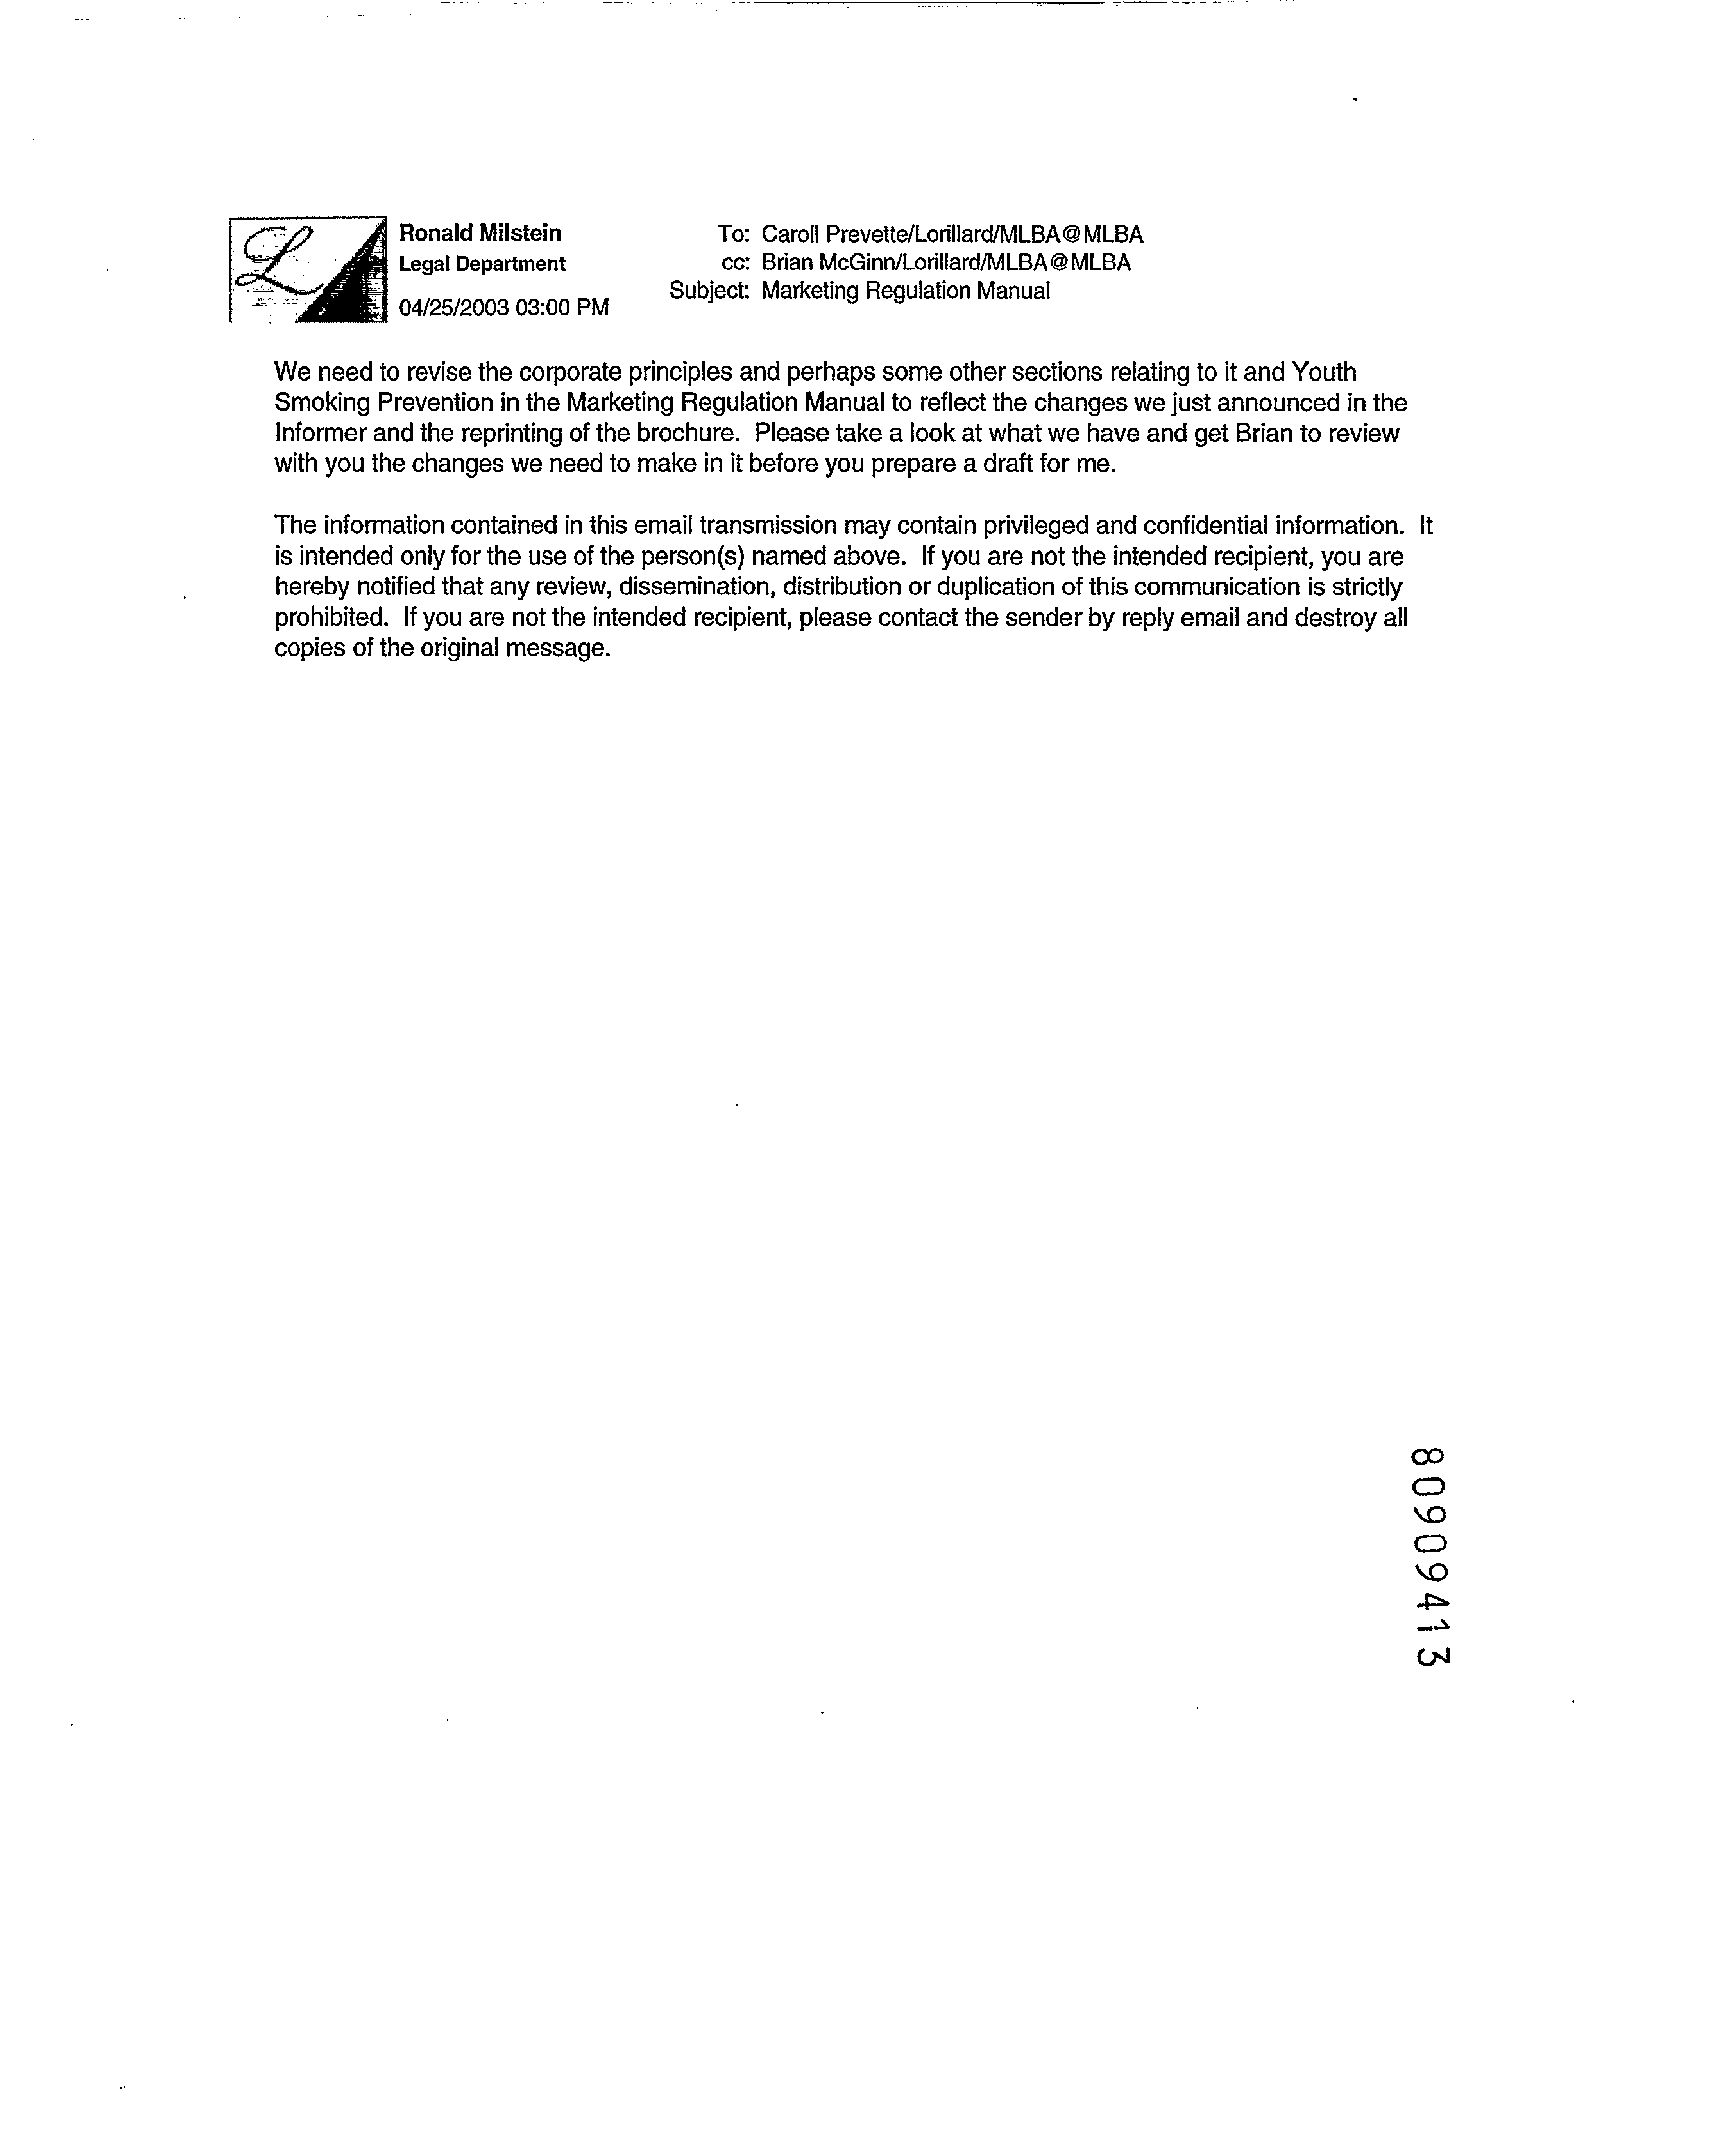 L
Ronald Milstein
Legal Department
04/25/2003 03:00 PM
To: Caroll Prevette/Lorillard/MLBA@MLBA
cc: Brian McGinn/Lorillard/MLBA@MLBA
Subject: Marketing Regulation Manual
We need to revise the corporate principles and perhaps some other sections relating to it and Youth
Smoking Prevention in the Marketing Regulation Manual to reflect the changes we just announced in the
Informer and the reprinting of the brochure. Please take a look at what we have and get Brian to review
with you the changes we need to make in it before you prepare a draft for me.
The information contained in this email transmission may contain privileged and confidential information. It
is intended only for the use of the person(s) named above. If you are not the intended recipient, you are
hereby notified that any review, dissemination, distribution or duplication of this communication is strictly
prohibited. If you are not the intended recipient, please contact the sender by reply email and destroy all
copies of the original message.
80909413